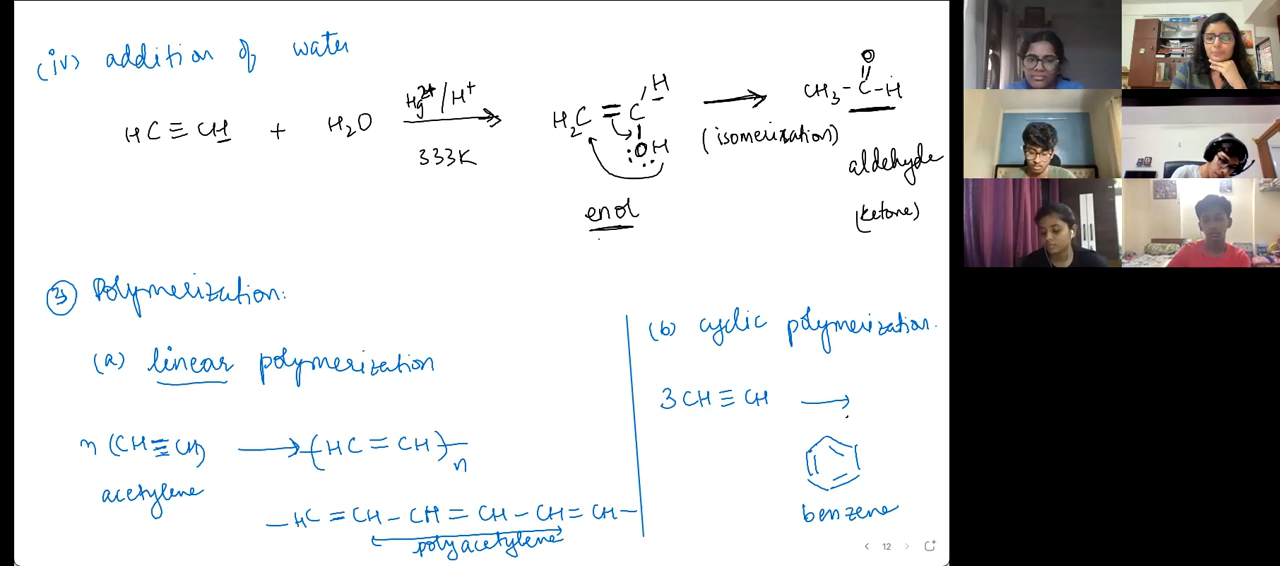 (iv) addition of water
HC ≡ CH + H₂O
Hg²⁺/H⁺
333K
H₂C = C
H
OH
enol
(isomerization)
O
CH₃ - C - H
aldehyde
(ketone)
③ Polymerization:
(a) linear polymerization
n (CH ≡ CH) ⟶ (HC = CH)n
acetylene
— HC = CH – CH = CH – CH = CH —
polyacetylene
(b) cyclic polymerization.
3 CH ≡ CH ⟶
benzene
12